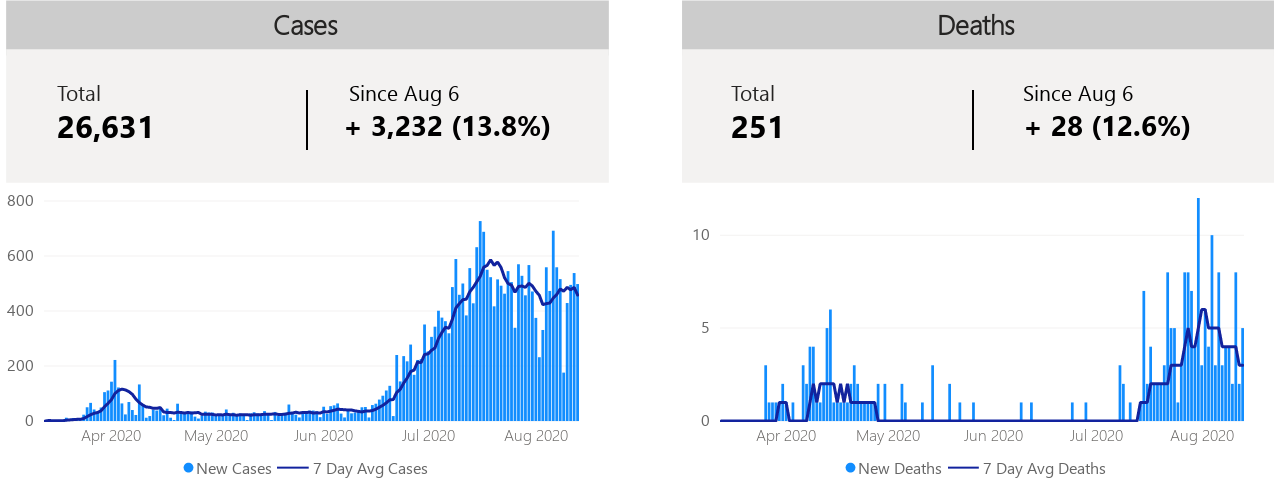 Cases
Total
26,631
Since Aug 6
+ 3,232 (13.8%)
800
600
400
200
0
Apr 2020 May 2020 Jun 2020 Jul 2020 Aug 2020
New Cases 7 Day Avg Cases
Deaths
Total
251
Since Aug 6
+ 28 (12.6%)
10
5
0
Apr 2020 May 2020 Jun 2020 Jul 2020 Aug 2020
New Deaths 7 Day Avg Deaths